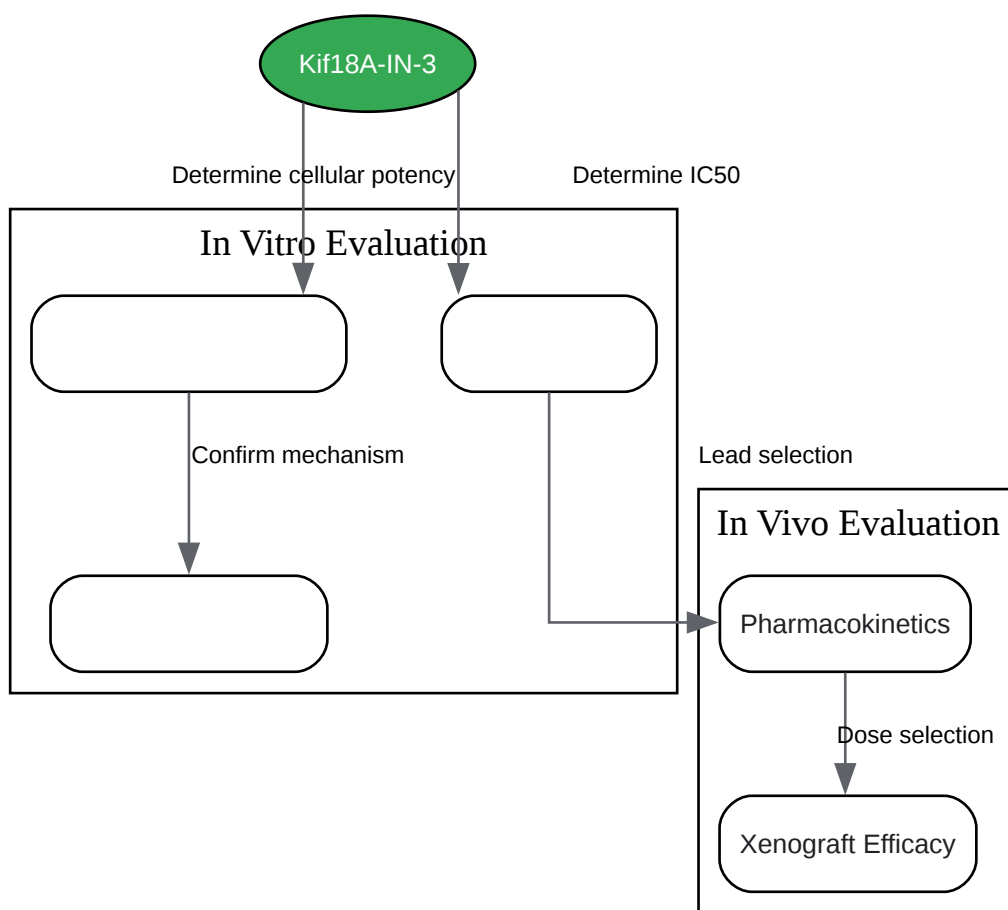 Kif18A-IN-3
Determine cellular potency
Determine IC50
In Vitro Evaluation
Confirm mechanism
Lead selection
In Vivo Evaluation
Pharmacokinetics
Dose selection
Xenograft Efficacy